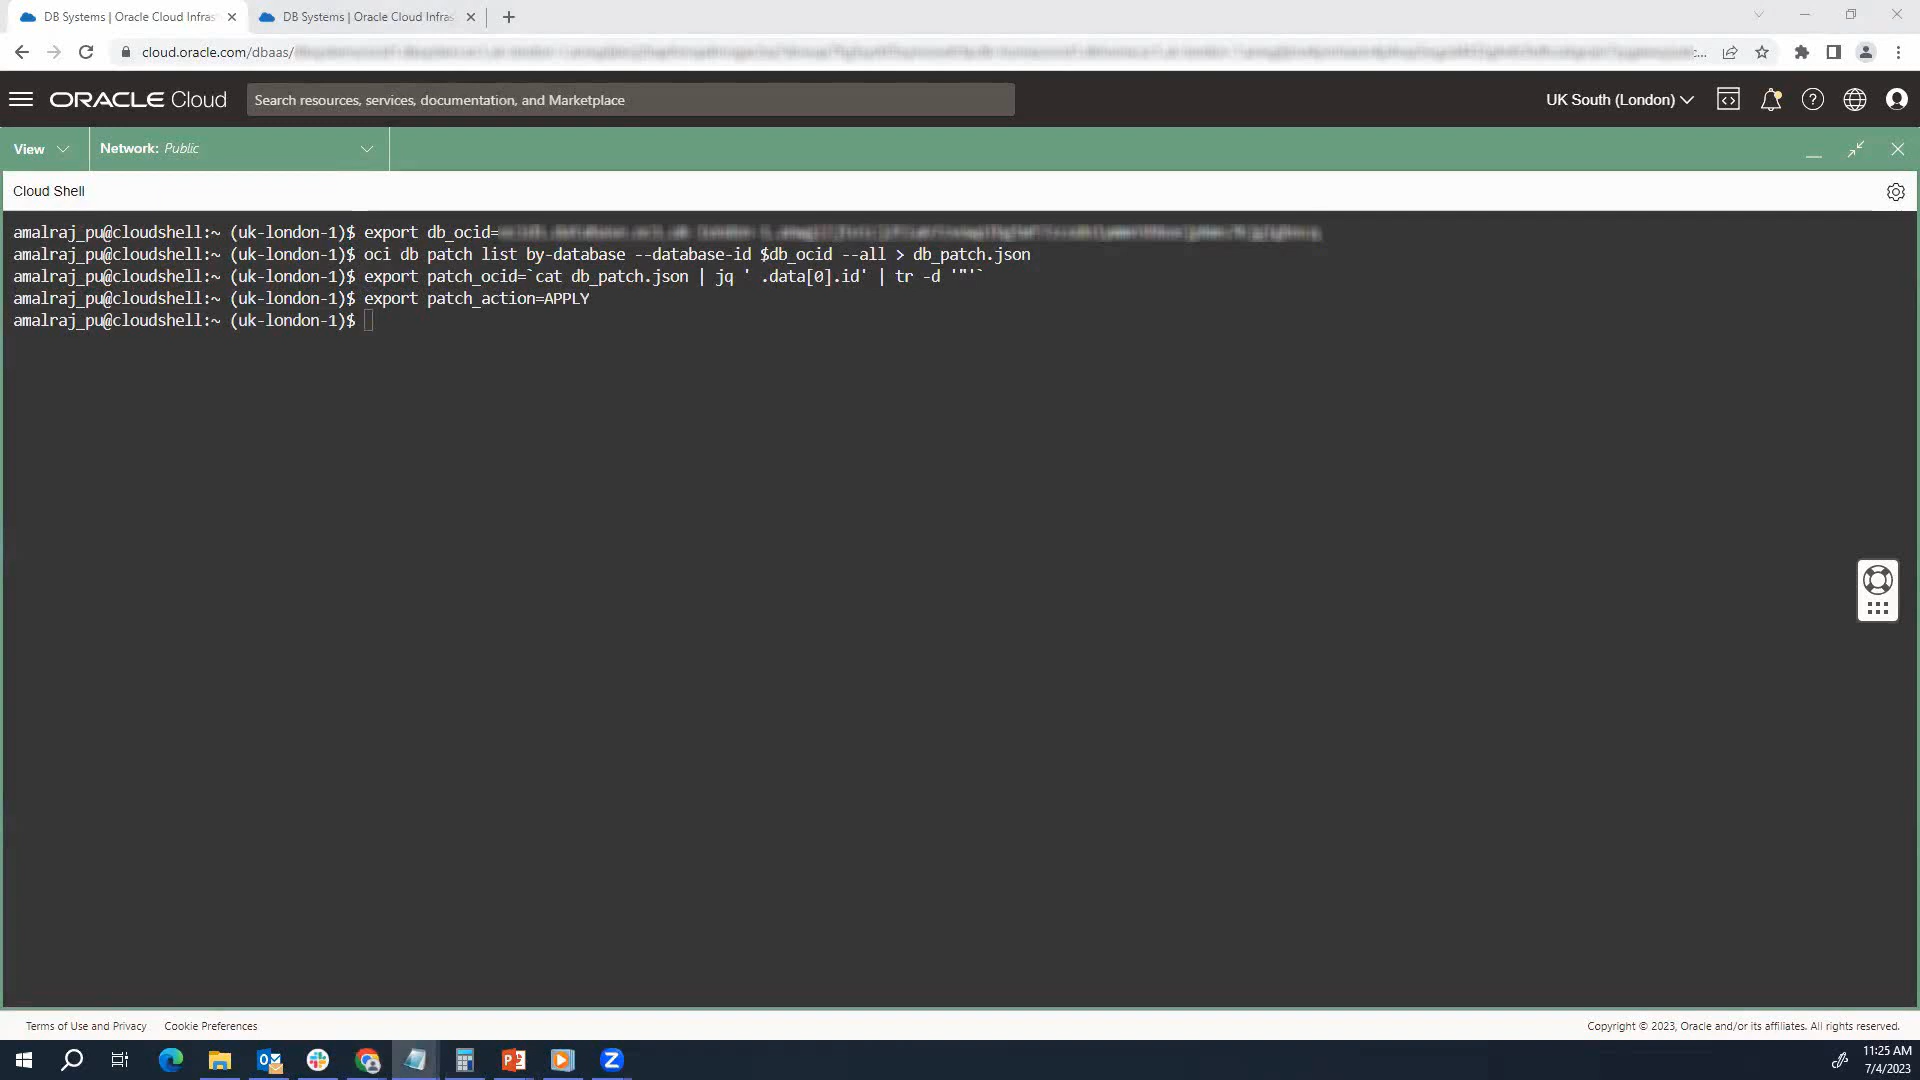 DB Systems | Oracle Cloud Infras
DB Systems | Oracle Cloud Infras
cloud.oracle.com/dbaas/
ORACLE Cloud
Search resources, services, documentation, and Marketplace
UK South (London)
View
Network: Public
Cloud Shell
amalraj_pu@cloudshell:~ (uk-london-1)$ export db_ocid=
amalraj_pu@cloudshell:~ (uk-london-1)$ oci db patch list by-database --database-id $db_ocid --all > db_patch.json
amalraj_pu@cloudshell:~ (uk-london-1)$ export patch_ocid=`cat db_patch.json | jq ' .data[0].id' | tr -d '"'`
amalraj_pu@cloudshell:~ (uk-london-1)$ export patch_action=APPLY
amalraj_pu@cloudshell:~ (uk-london-1)$
Terms of Use and Privacy
Cookie Preferences
Copyright © 2023, Oracle and/or its affiliates. All rights reserved.
11:25 AM
7/4/2023